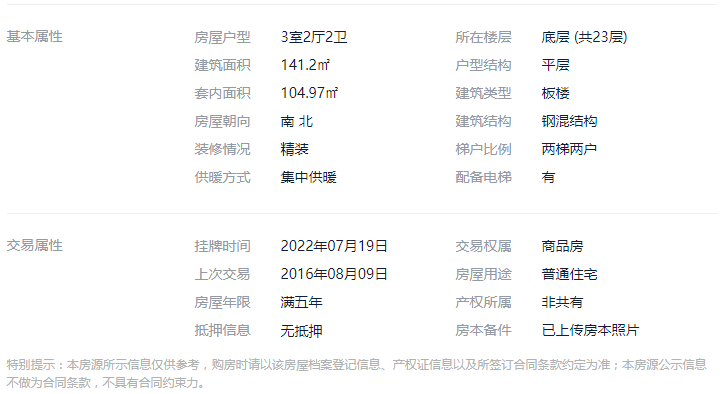 基本属性 房屋户型 3室2厅2卫 所在楼层 底层 (共23层)
建筑面积 141.2㎡ 户型结构 平层
套内面积 104.97㎡ 建筑类型 板楼
房屋朝向 南 北 建筑结构 钢混结构
装修情况 精装 梯户比例 两梯两户
供暖方式 集中供暖 配备电梯 有
交易属性 挂牌时间 2022年07月19日 交易权属 商品房
上次交易 2016年08月09日 房屋用途 普通住宅
房屋年限 满五年 产权所属 非共有
抵押信息 无抵押 房本备件 已上传房本照片
特别提示：本房源所示信息仅供参考，购房时请以该房屋档案登记信息、产权证信息以及所签订合同条款约定为准；本房源公示信息
不做为合同条款，不具有合同约束力。